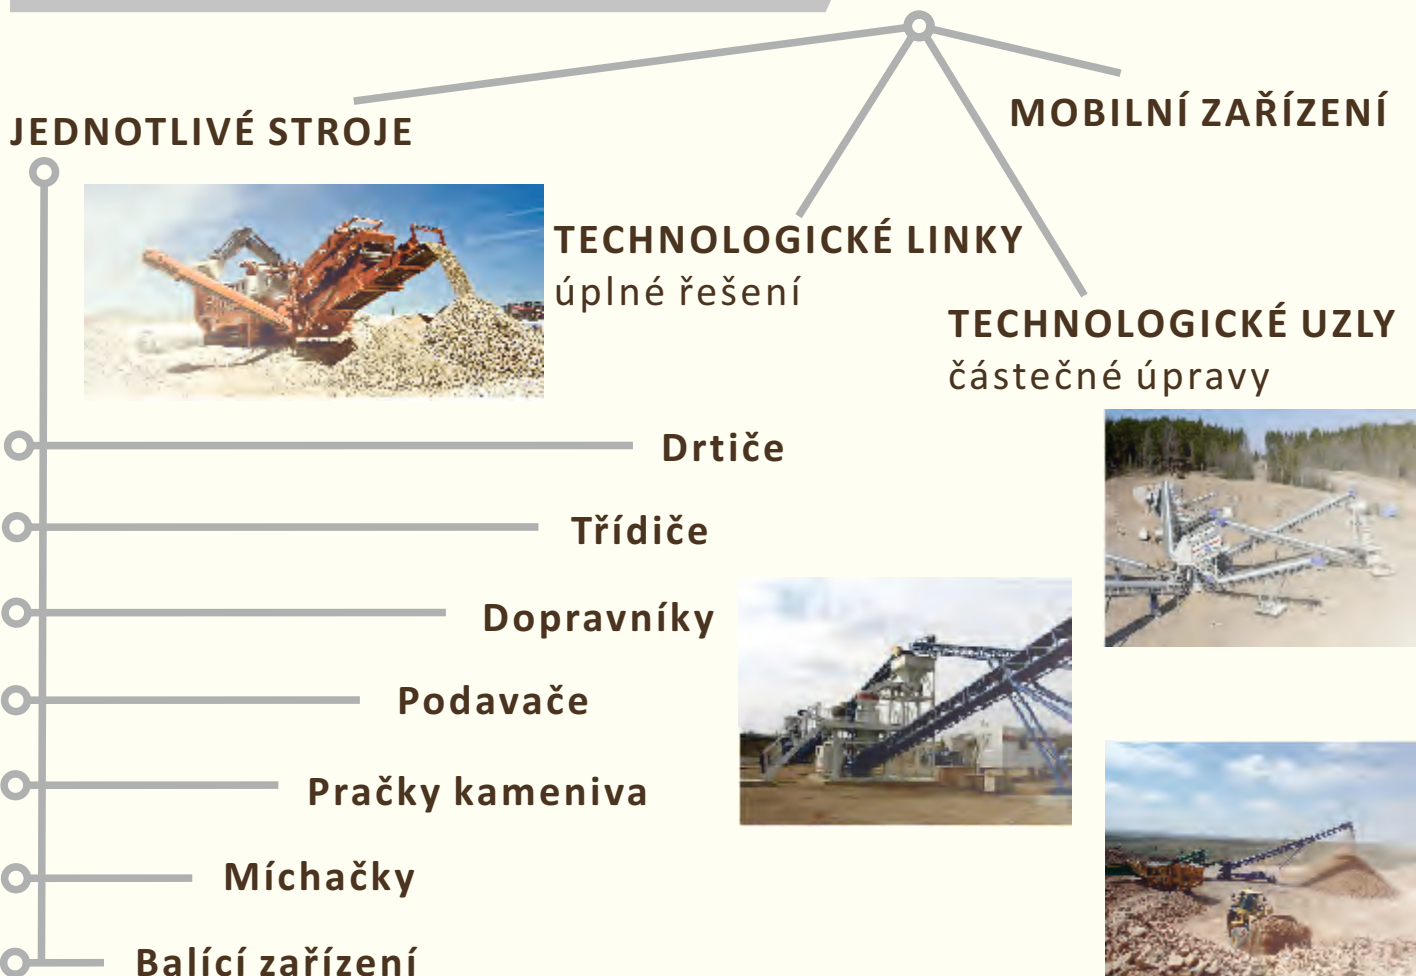 JEDNOTLIVÉ STROJE
MOBILNÍ ZAŘÍZENÍ
TECHNOLOGICKÉ LINKY
úplné řešení
TECHNOLOGICKÉ UZLY
částečné úpravy
Drtiče
Třídiče
Dopravníky
Podavače
Pračky kameniva
Míchačky
Balící zařízení